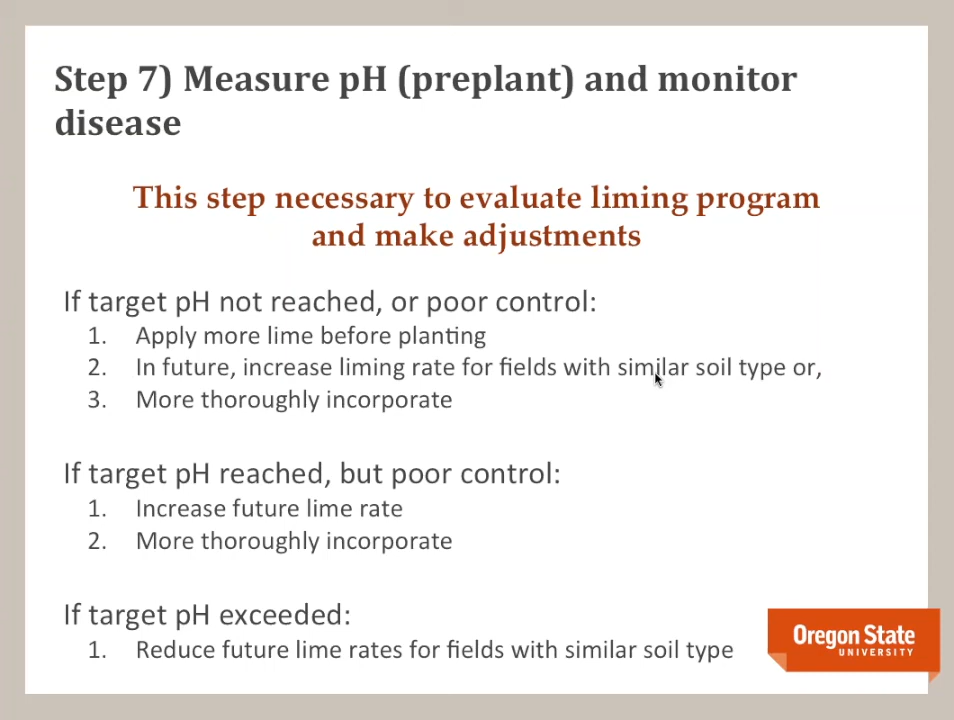 Step 7) Measure pH (preplant) and monitor
disease
This step necessary to evaluate liming program
and make adjustments
If target pH not reached, or poor control:
1. Apply more lime before planting
2. In future, increase liming rate for fields with similar soil type or,
3. More thoroughly incorporate
If target pH reached, but poor control:
1. Increase future lime rate
2. More thoroughly incorporate
If target pH exceeded:
1. Reduce future lime rates for fields with similar soil type
Oregon State
UNIVERSITY